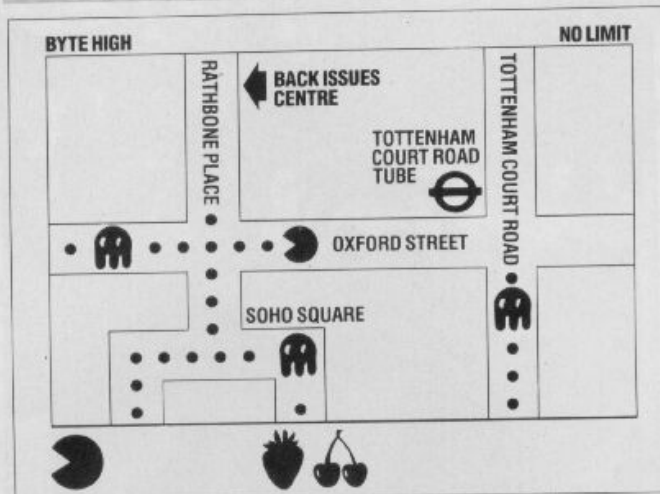 BYTE HIGH
NO LIMIT
RATHBONE PLACE
BACK ISSUES
CENTRE
TOTTENHAM
COURT ROAD
TUBE
TOTTENHAM COURT ROAD
OXFORD STREET
SOHO SQUARE